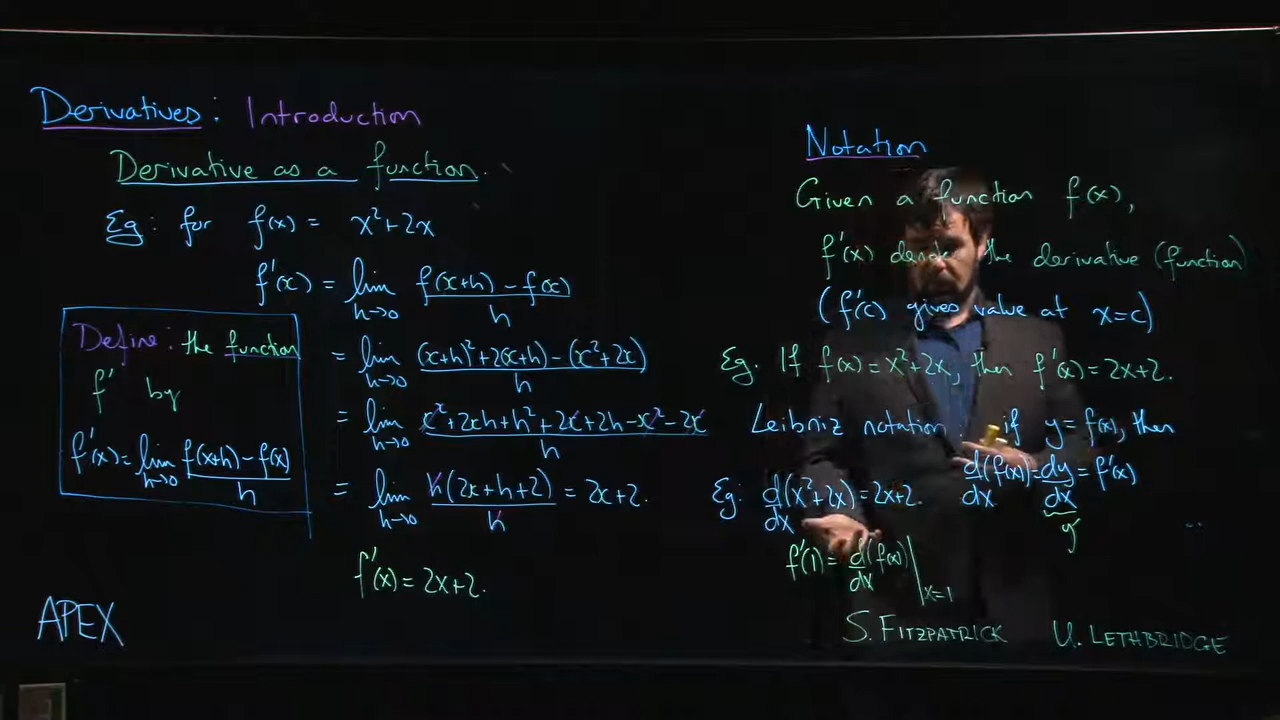 Derivatives: Introduction
Derivative as a function.
Eg: for f(x) = x²+2x
f'(x) = lim h→0 f(x+h) - f(x) / h
= lim h→0 (x+h)²+2(x+h) - (x²+2x) / h
= lim h→0 x²+2xh+h²+2x+2h-x²-2x / h
= lim h→0 h(2x+h+2) / h = 2x+2.
f'(x) = 2x+2.
Define: the function
f' by
f'(x) = lim h→0 f(x+h) - f(x) / h
APEX
Notation
Given a function f(x),
f'(x) denotes the derivative (function)
(f'(c) gives value at x=c)
Eg. If f(x) = x²+2x, then f'(x) = 2x+2.
Leibniz notation: if y = f(x), then
d/dx (f(x)) = dy/dx = f'(x)
y'
Eg: d/dx (x²+2x) = 2x+2.
f'(1) = d/dx (f(x)) |x=1
S. FITZPATRICK U. LETHBRIDGE